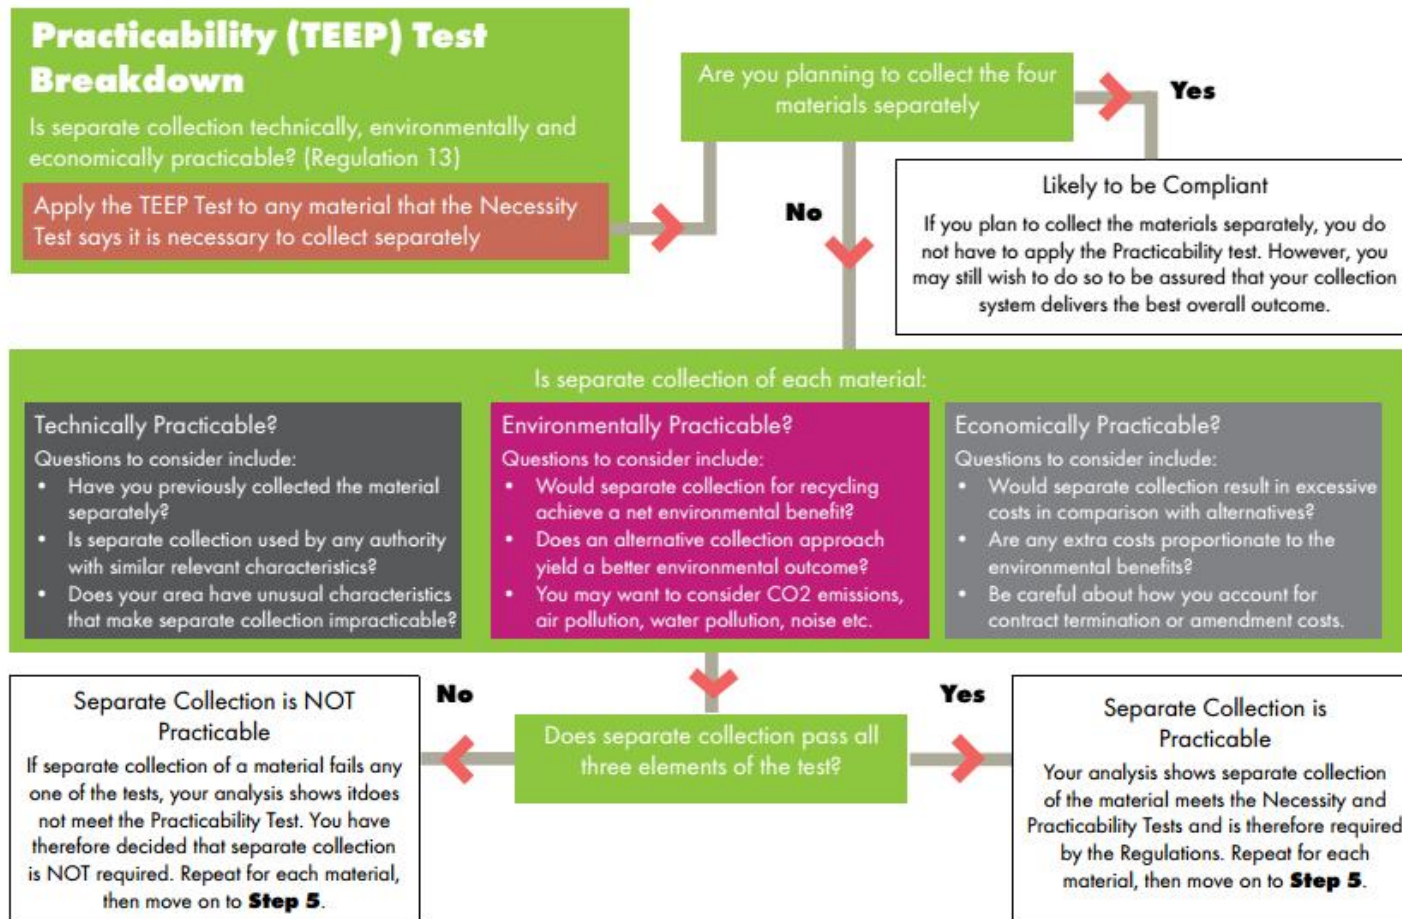 Practicability (TEEP) Test
Breakdown
Is separate collection technically, environmentally and
economically practicable? (Regulation 13)
Apply the TEEP Test to any material that the Necessity
Test says it is necessary to collect separately
Are you planning to collect the four
materials separately
Yes
No
Likely to be Compliant
If you plan to collect the materials separately, you do
not have to apply the Practicability test. However, you
may still wish to do so to be assured that your collection
system delivers the best overall outcome.
Is separate collection of each material:
Technically Practicable?
Questions to consider include:
• Have you previously collected the material
separately?
• Is separate collection used by any authority
with similar relevant characteristics?
• Does your area have unusual characteristics
that make separate collection impracticable?
Environmentally Practicable?
Questions to consider include:
• Would separate collection for recycling
achieve a net environmental benefit?
• Does an alternative collection approach
yield a better environmental outcome?
• You may want to consider CO2 emissions,
air pollution, water pollution, noise etc.
Economically Practicable?
Questions to consider include:
• Would separate collection result in excessive
costs in comparison with alternatives?
• Are any extra costs proportionate to the
environmental benefits?
• Be careful about how you account for
contract termination or amendment costs.
Does separate collection pass all
three elements of the test?
No
Separate Collection is NOT
Practicable
If separate collection of a material fails any
one of the tests, your analysis shows itdoes
not meet the Practicability Test. You have
therefore decided that separate collection
is NOT required. Repeat for each material,
then move on to Step 5.
Yes
Separate Collection is
Practicable
Your analysis shows separate collection
of the material meets the Necessity and
Practicability Tests and is therefore required
by the Regulations. Repeat for each
material, then move on to Step 5.